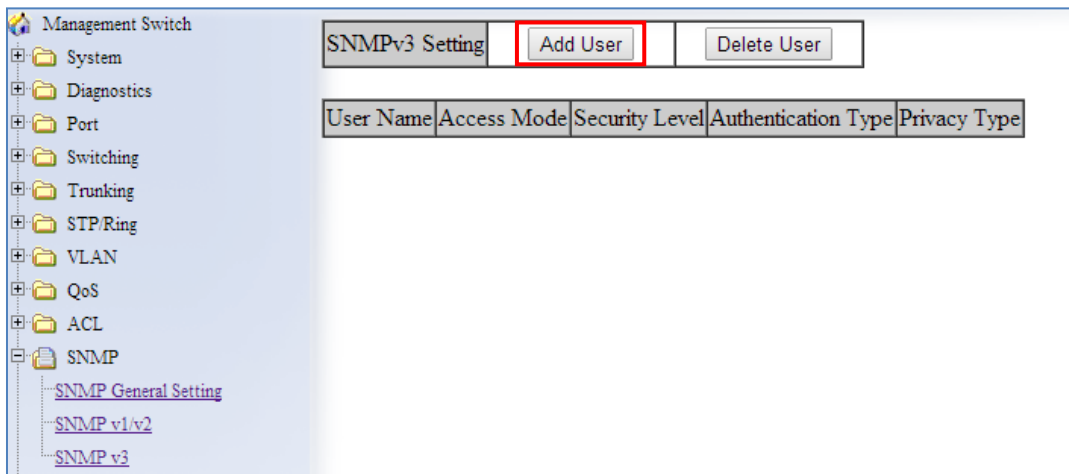 Management Switch
System
Diagnostics
Port
Switching
Trunking
STP/Ring
VLAN
QoS
ACL
SNMP
SNMP General Setting
SNMP v1/v2
SNMP v3
SNMPv3 Setting Add User Delete User
User Name Access Mode Security Level Authentication Type Privacy Type